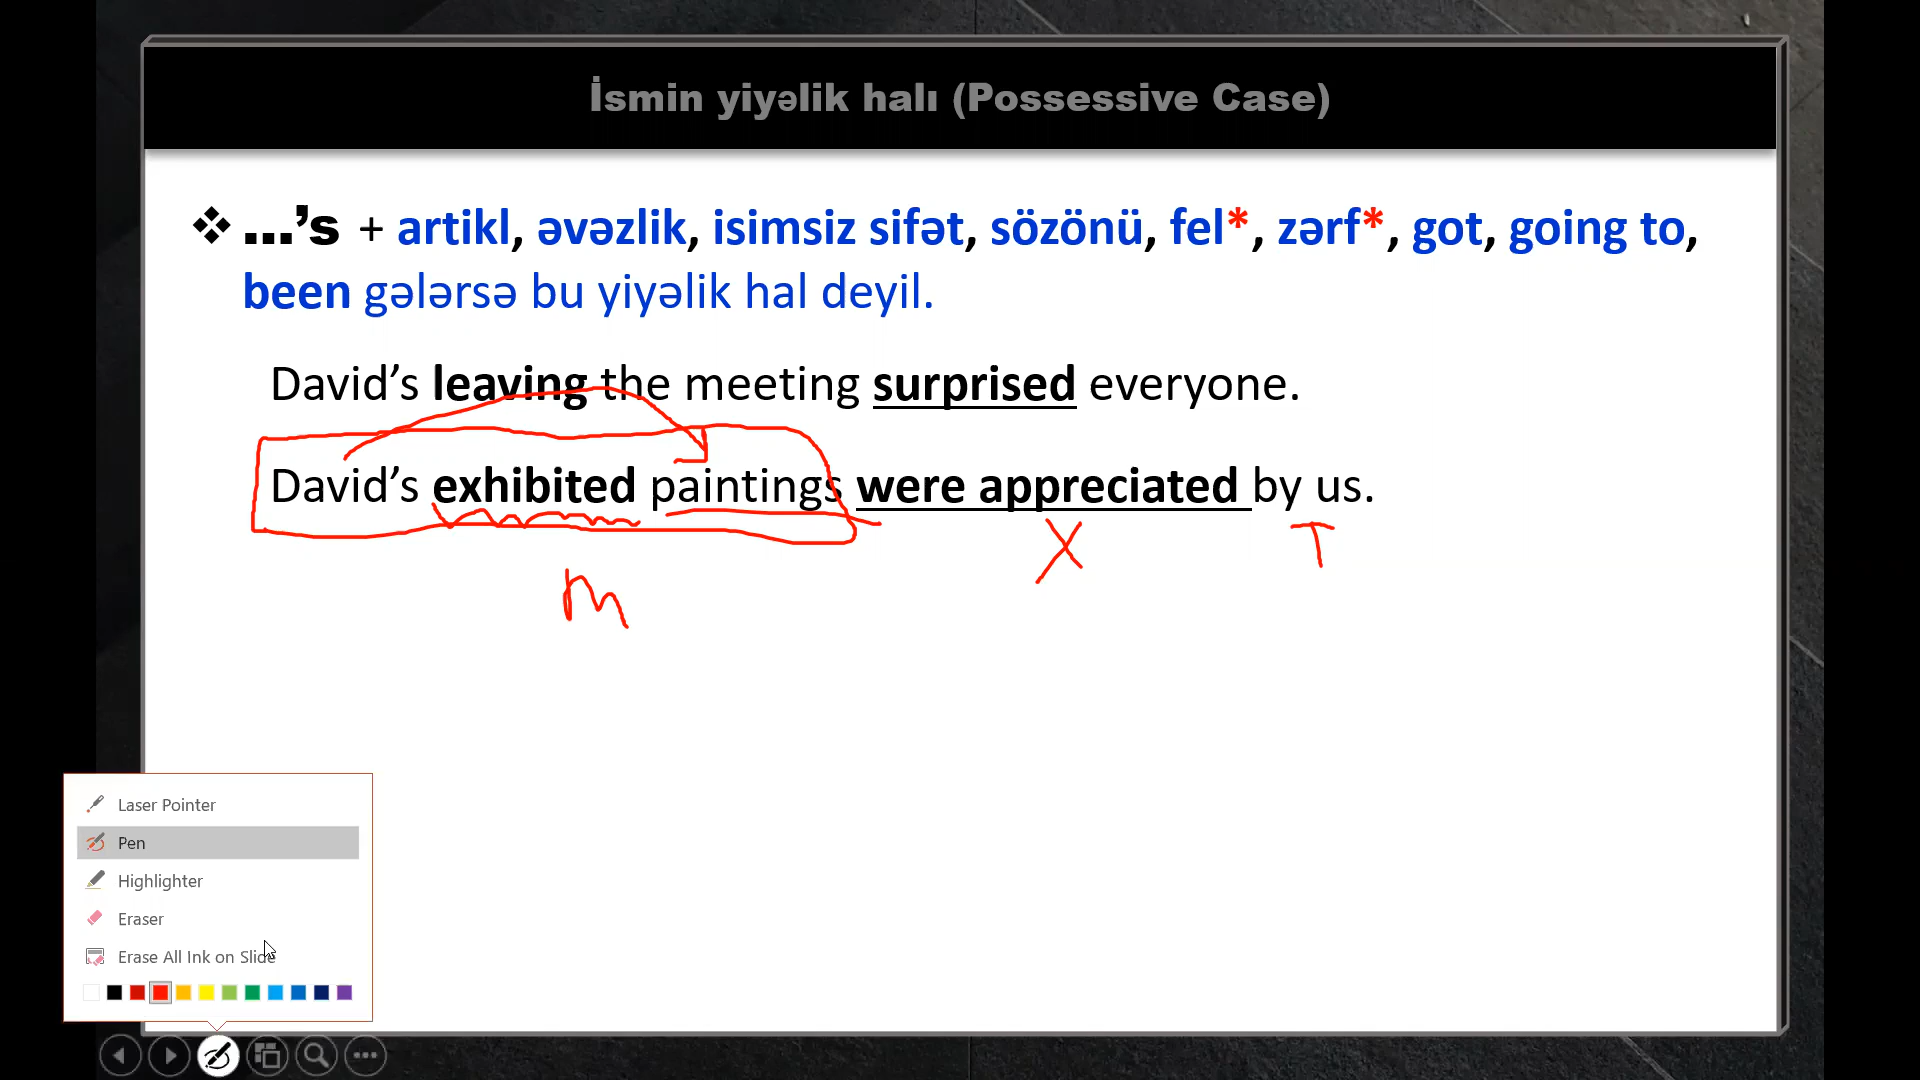 İsmin yiyəlik halı (Possessive Case)
❖ ...’s + artikl, əvəzlik, isimsiz sifət, sözönü, fel*, zərf*, got, going to,
been gələrsə bu yiyəlik hal deyil.
David’s leaving the meeting surprised everyone.
David’s exhibited paintings were appreciated by us.
X T
m
Laser Pointer
Pen
Highlighter
Eraser
Erase All Ink on Slide